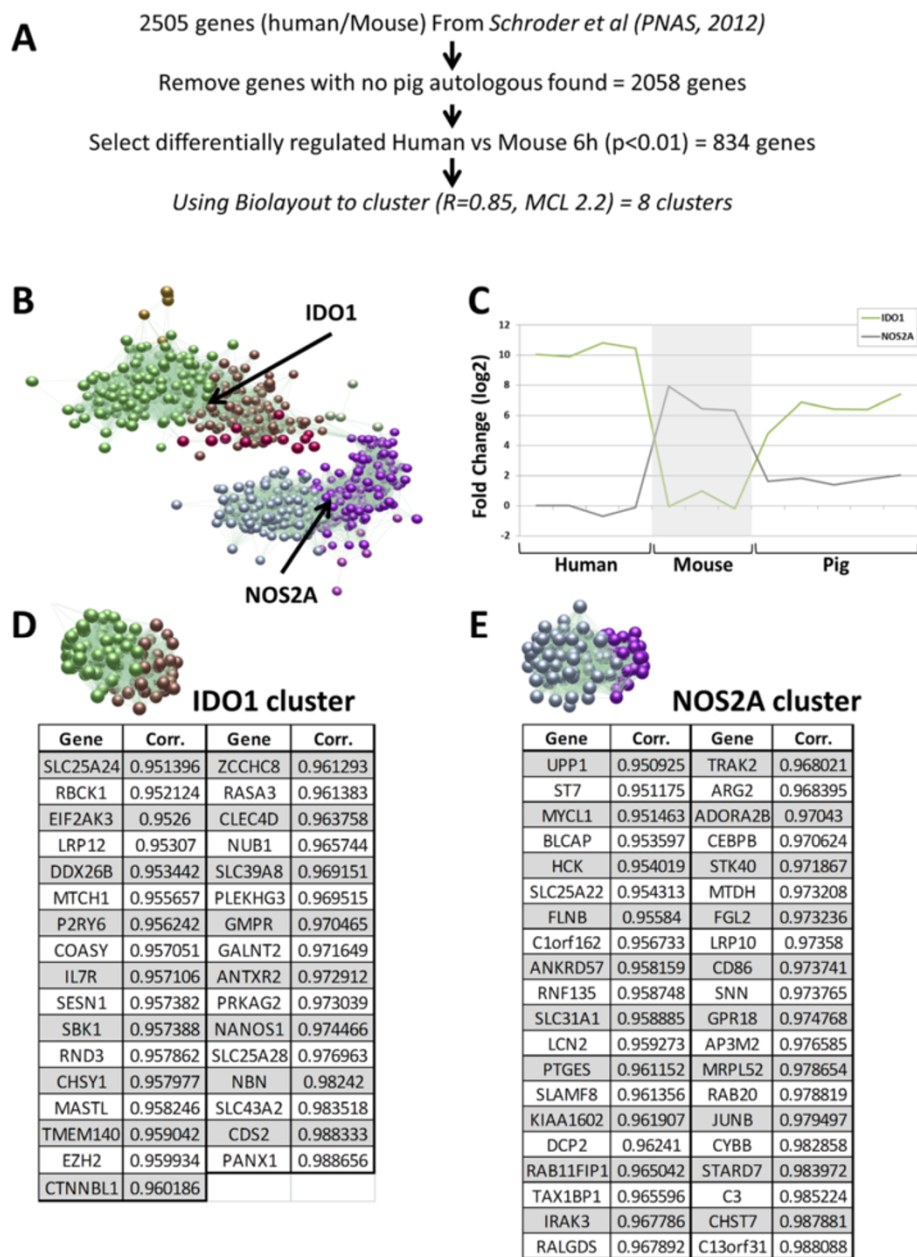 A
2505 genes (human/Mouse) From Schroder et al (PNAS, 2012)
Remove genes with no pig autologous found = 2058 genes
Select differentially regulated Human vs Mouse 6h (p<0.01) = 834 genes
Using Biolayout to cluster (R=0.85, MCL 2.2) = 8 clusters
B
IDO1
NOS2A
C
IDO1
NOS2A
Fold Change (log2)
12
10
8
6
4
2
0
-2
Human Mouse Pig
D
IDO1 cluster
Gene Corr. Gene Corr.
SLC25A24 0.951396 ZCCHC8 0.961293
RBCK1 0.952124 RASA3 0.961383
EIF2AK3 0.9526 CLEC4D 0.963758
LRP12 0.95307 NUB1 0.965744
DDX26B 0.953442 SLC39A8 0.969151
MTCH1 0.955657 PLEKHG3 0.969515
P2RY6 0.956242 GMPR 0.970465
COASY 0.957051 GALNT2 0.971649
IL7R 0.957106 ANTXR2 0.972912
SESN1 0.957382 PRKAG2 0.973039
SBK1 0.957388 NANOS1 0.974466
RND3 0.957862 SLC25A28 0.976963
CHSY1 0.957977 NBN 0.98242
MASTL 0.958246 SLC43A2 0.983518
TMEM140 0.959042 CDS2 0.988333
EZH2 0.959934 PANX1 0.988656
CTNNBL1 0.960186
E
NOS2A cluster
Gene Corr. Gene Corr.
UPP1 0.950925 TRAK2 0.968021
ST7 0.951175 ARG2 0.968395
MYCL1 0.951463 ADORA2B 0.97043
BLCAP 0.953597 CEBPB 0.970624
HCK 0.954019 STK40 0.971867
SLC25A22 0.954313 MTDH 0.973208
FLNB 0.95584 FGL2 0.973236
C1orf162 0.956733 LRP10 0.97358
ANKRD57 0.958159 CD86 0.973741
RNF135 0.958748 SNN 0.973765
SLC31A1 0.958885 GPR18 0.974768
LCN2 0.959273 AP3M2 0.976585
PTGES 0.961152 MRPL52 0.978654
SLAMF8 0.961356 RAB20 0.978819
KIAA1602 0.961907 JUNB 0.979497
DCP2 0.96241 CYBB 0.982858
RAB11FIP1 0.965042 STARD7 0.983972
TAX1BP1 0.965596 C3 0.985224
IRAK3 0.967786 CHST7 0.987881
RALGDS 0.967892 C13orf31 0.988088